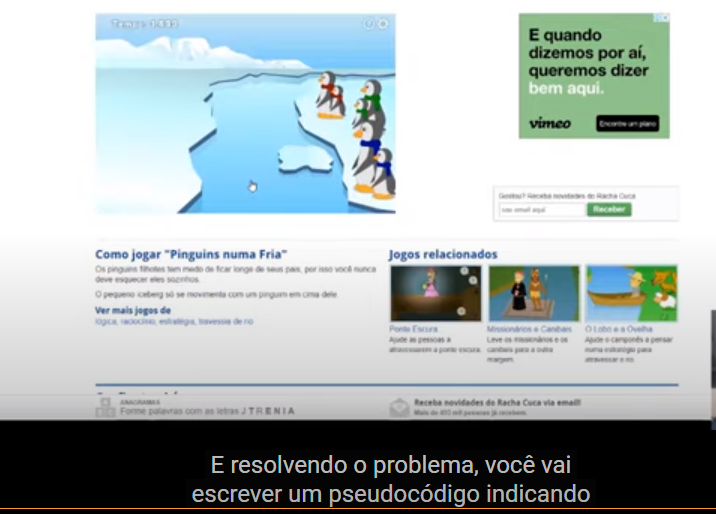 Tempo: 1.699
E quando
dizemos por aí,
queremos dizer
bem aqui.
vimeo
Encontre um plano
Gostou? Receba novidades do Racha Cuca
seu email aqui
Receber
Como jogar "Pinguins numa Fria"
Os pinguins filhotes tem medo de ficar longe de seus pais, por isso você nunca
deve esquecer eles sozinhos.
O pequeno iceberg só se movimenta com um pinguim em cima dele.
Ver mais jogos de
lógica, raciocínio, estratégia, travessia de rio
Jogos relacionados
Ponte Escura
Ajude as pessoas a
atravessarem a ponte escura.
Missionários e Canibais
Leve os missionários e os
canibais para a outra
margem.
O Lobo e a Ovelha
Ajude o camponês a pensar
numa estratégia para
atravessar o rio.
ANAGRAMAS
Forme palavras com as letras J T R E N I A
Receba novidades do Racha Cuca via email!
Mais de 493 mil pessoas já recebem.
E resolvendo o problema, você vai
escrever um pseudocódigo indicando